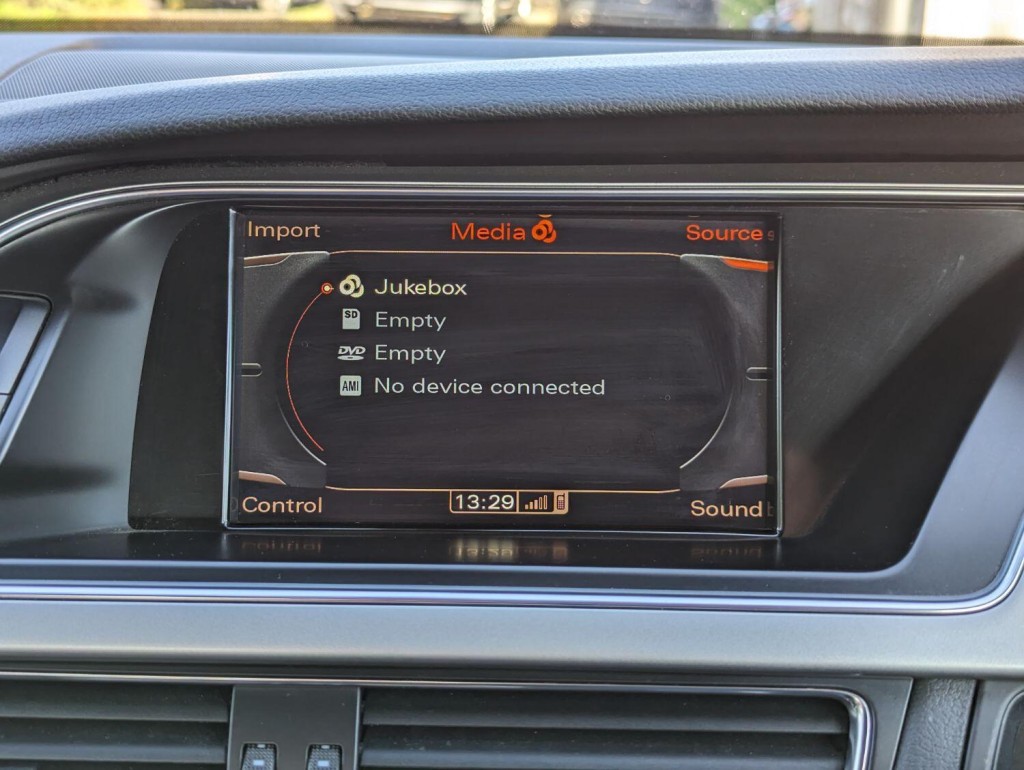 Import Media Source
Jukebox
SD Empty
DVD Empty
AMI No device connected
Control 13:29 Sound